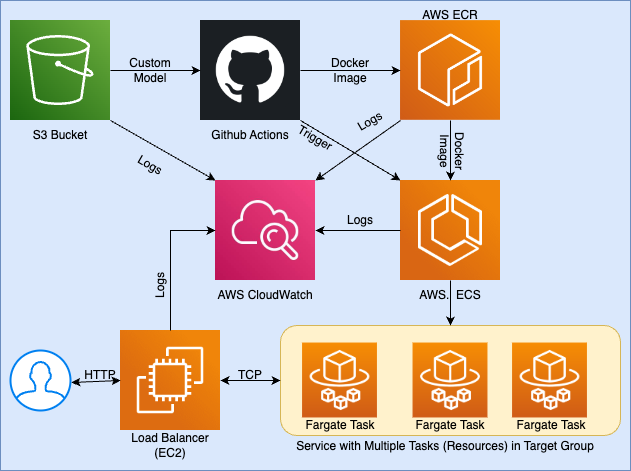 AWS ECR
Custom
Model
Docker
Image
S3 Bucket
Github Actions
Logs
Trigger
Logs
Docker
Image
Logs
AWS CloudWatch
AWS. ECS
Logs
HTTP
TCP
Load Balancer
(EC2)
Fargate Task
Fargate Task
Fargate Task
Service with Multiple Tasks (Resources) in Target Group